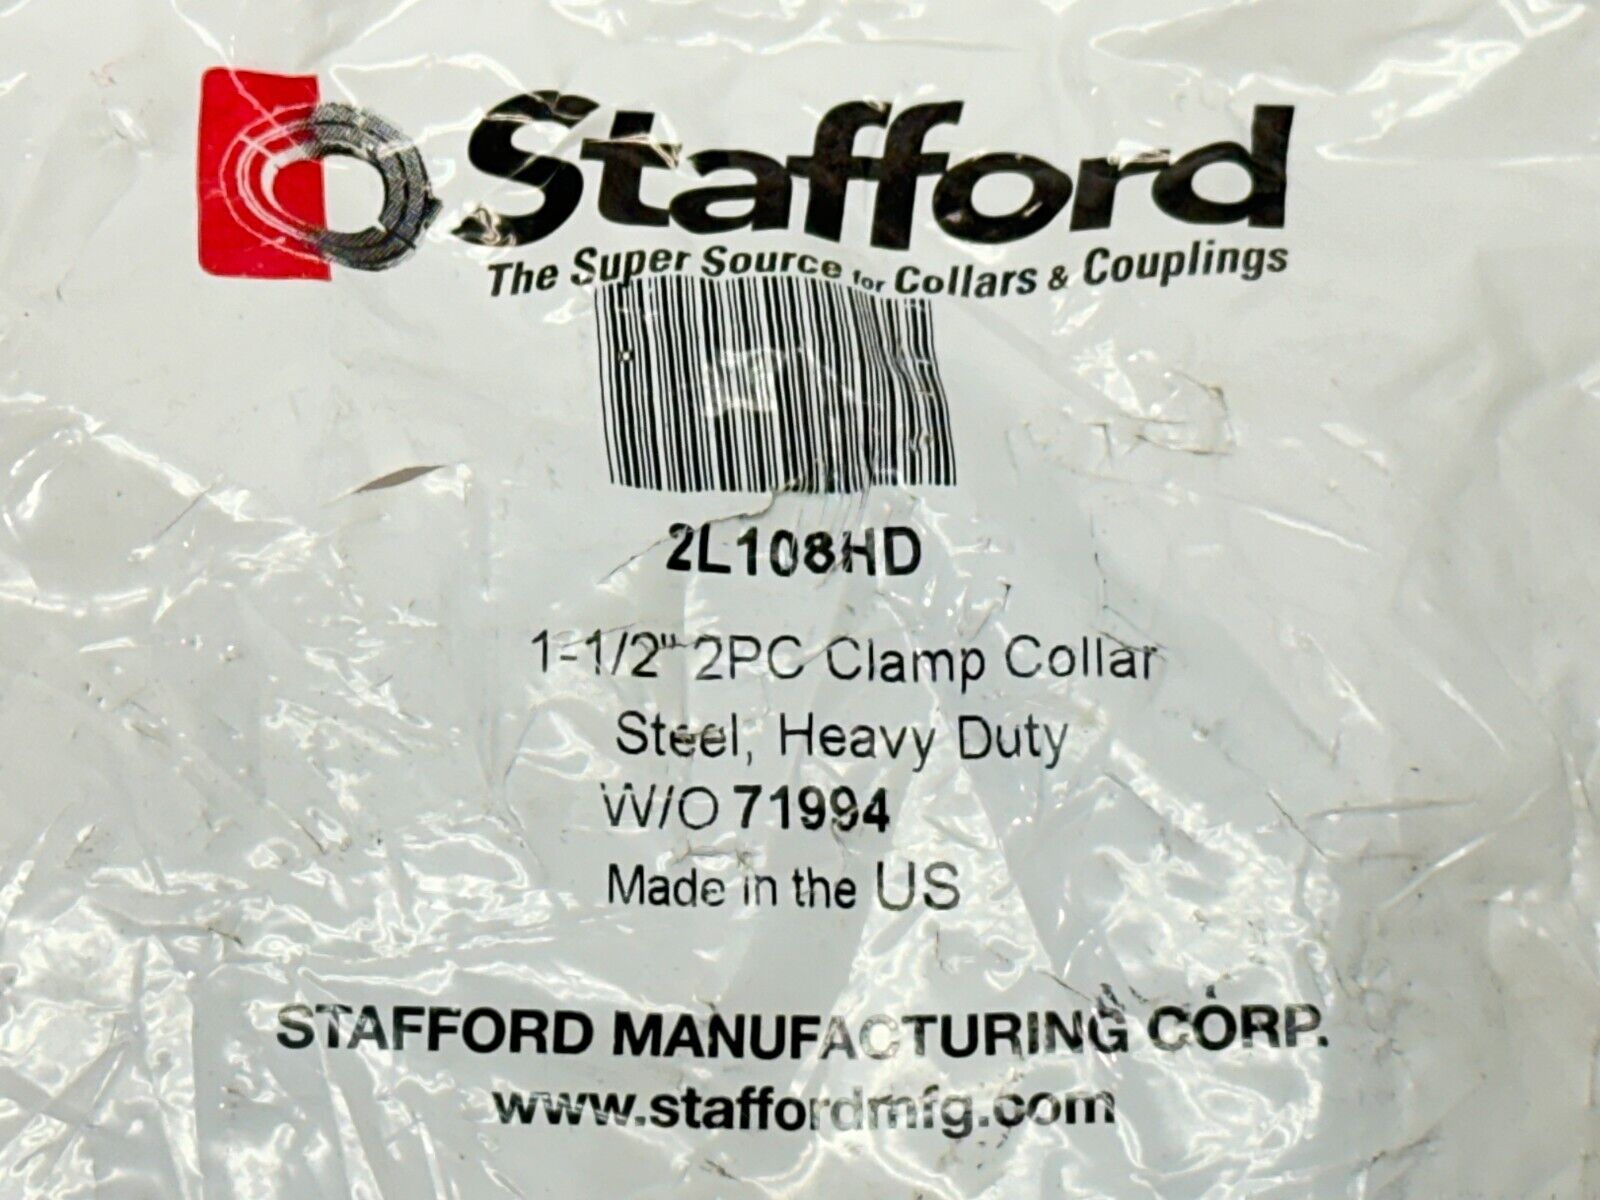 Stafford
The Super Source for Collars & Couplings
2L108HD
1-1/2" 2PC Clamp Collar
Steel, Heavy Duty
W/O 71994
Made in the US
STAFFORD MANUFACTURING CORP.
www.staffordmfg.com